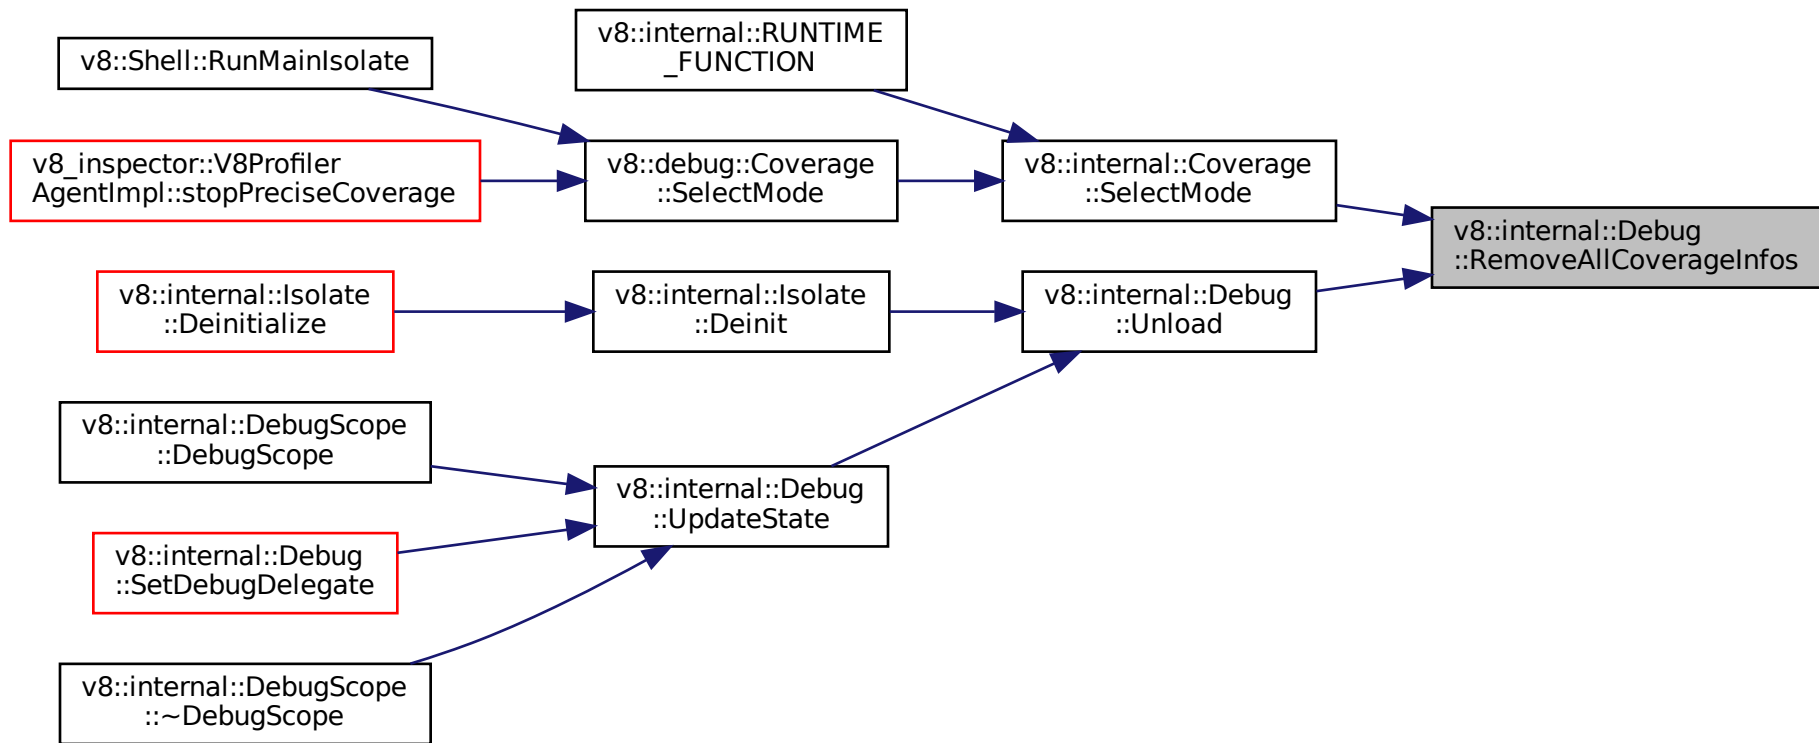 v8::internal::RUNTIME
_FUNCTION
v8::Shell::RunMainIsolate
v8_inspector::V8Profiler
AgentImpl::stopPreciseCoverage
v8::debug::Coverage
::SelectMode
v8::internal::Coverage
::SelectMode
v8::internal::Debug
::RemoveAllCoverageInfos
v8::internal::Isolate
::Deinitialize
v8::internal::Isolate
::Deinit
v8::internal::Debug
::Unload
v8::internal::DebugScope
::DebugScope
v8::internal::Debug
::UpdateState
v8::internal::Debug
::SetDebugDelegate
v8::internal::DebugScope
::~DebugScope